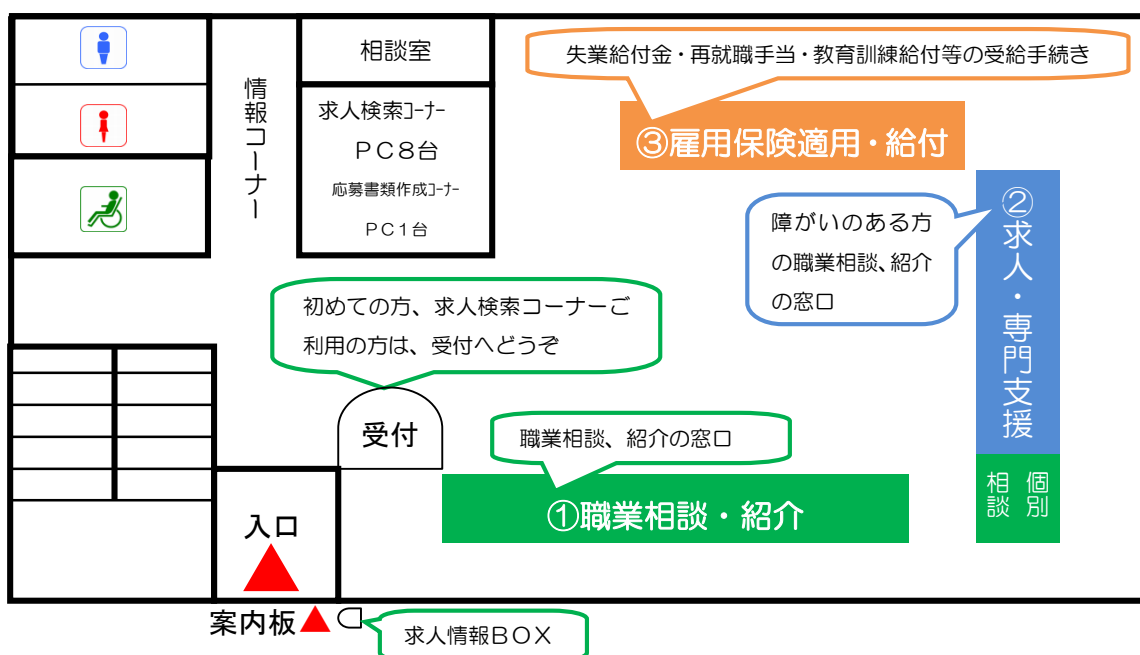 相談室
失業給付金・再就職手当・教育訓練給付等の受給手続き
情報コーナー
求人検索ｺｰﾅｰ
ＰＣ８台
応募書類作成ｺｰﾅｰ
ＰＣ１台
③雇用保険適用・給付
②求人・専門支援
障がいのある方
の職業相談、紹介
の窓口
初めての方、求人検索コーナーご
利用の方は、受付へどうぞ
受付
職業相談、紹介の窓口
①職業相談・紹介
個別
相談
入口
案内板
求人情報ＢＯＸ